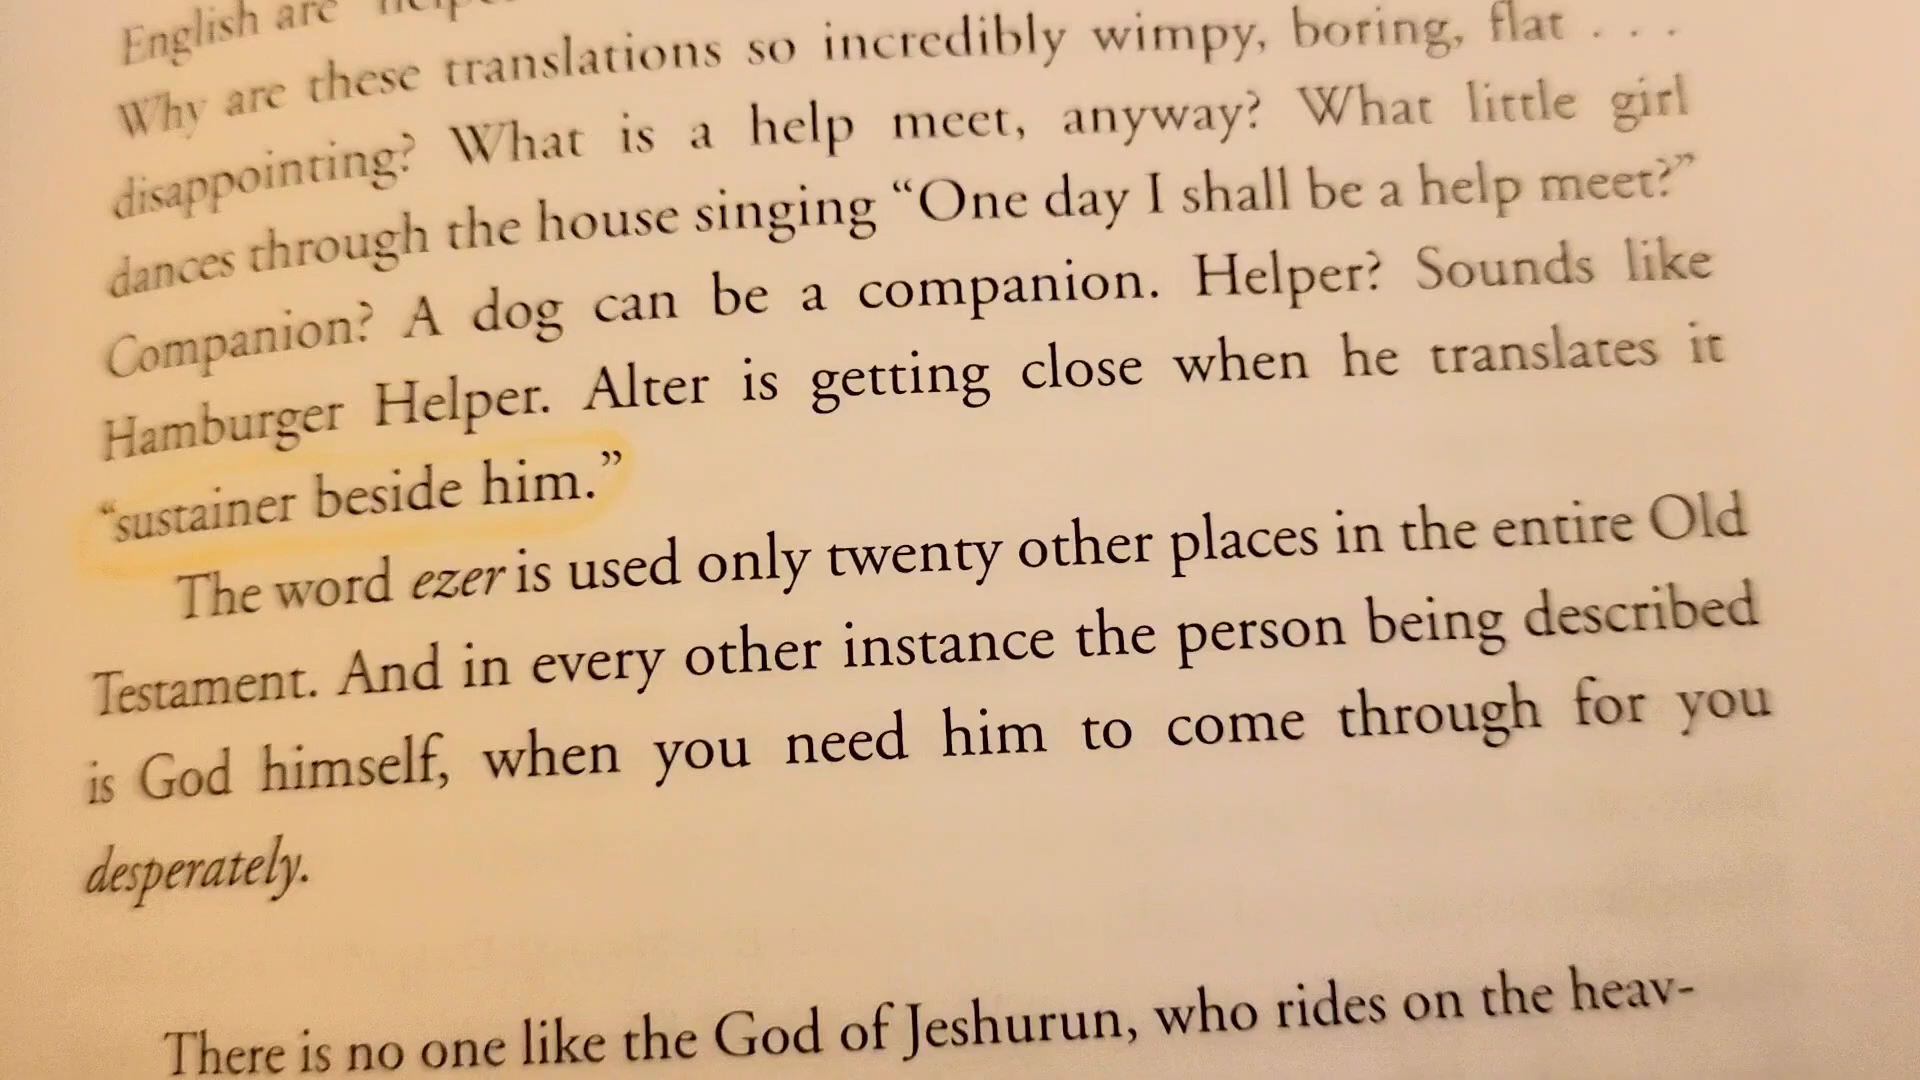 English are
Why are these translations so incredibly wimpy, boring, flat . . .
disappointing? What is a help meet, anyway? What little girl
dances through the house singing “One day I shall be a help meet?”
Companion? A dog can be a companion. Helper? Sounds like
Hamburger Helper. Alter is getting close when he translates it
“sustainer beside him.”
The word ezer is used only twenty other places in the entire Old
Testament. And in every other instance the person being described
is God himself, when you need him to come through for you
desperately.
There is no one like the God of Jeshurun, who rides on the heav-